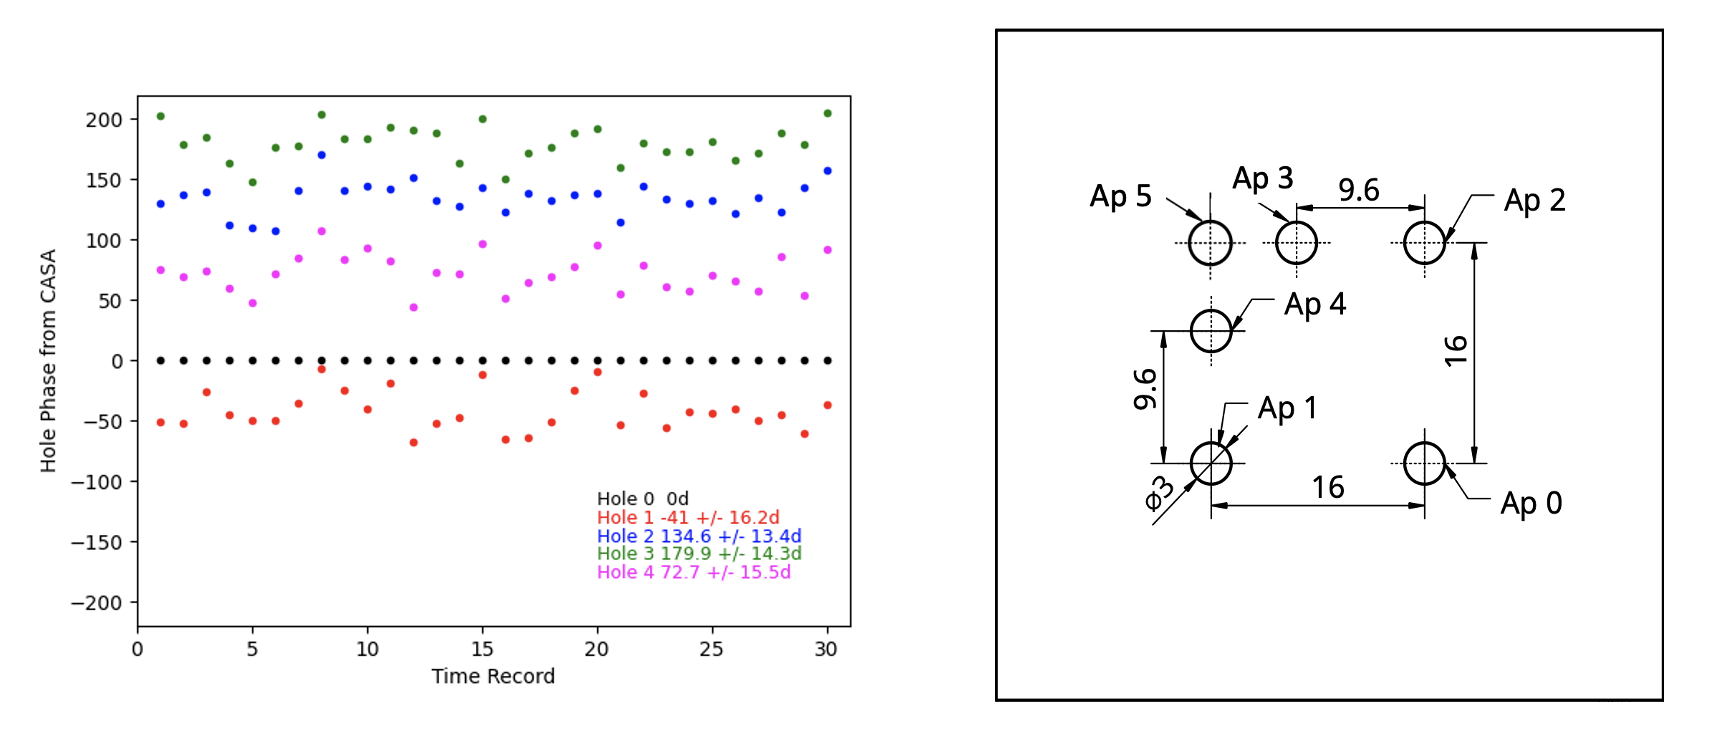 Hole Phase from CASA
200
150
100
50
0
−50
−100
−150
−200
Hole 0 0d
Hole 1 -41 +/- 16.2d
Hole 2 134.6 +/- 13.4d
Hole 3 179.9 +/- 14.3d
Hole 4 72.7 +/- 15.5d
0 5 10 15 20 25 30
Time Record
Ap 5
Ap 3
9.6
Ap 2
Ap 4
16
9.6
Ap 1
ø3
16
Ap 0